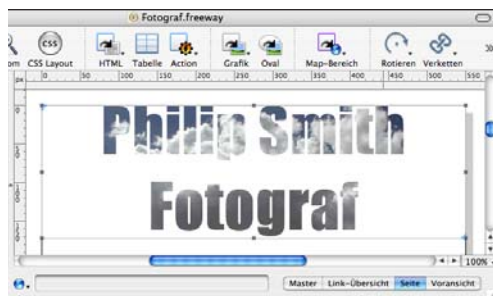 Fotograf.freeway
om CSS Layout HTML Tabelle Action Grafik Oval Map-Bereich Rotieren Verketten
css
px 0 50 100 150 200 250 300 350 400 450 500 550
Philip Smith
Fotograf
100%
Master Link-Übersicht Seite Voransicht